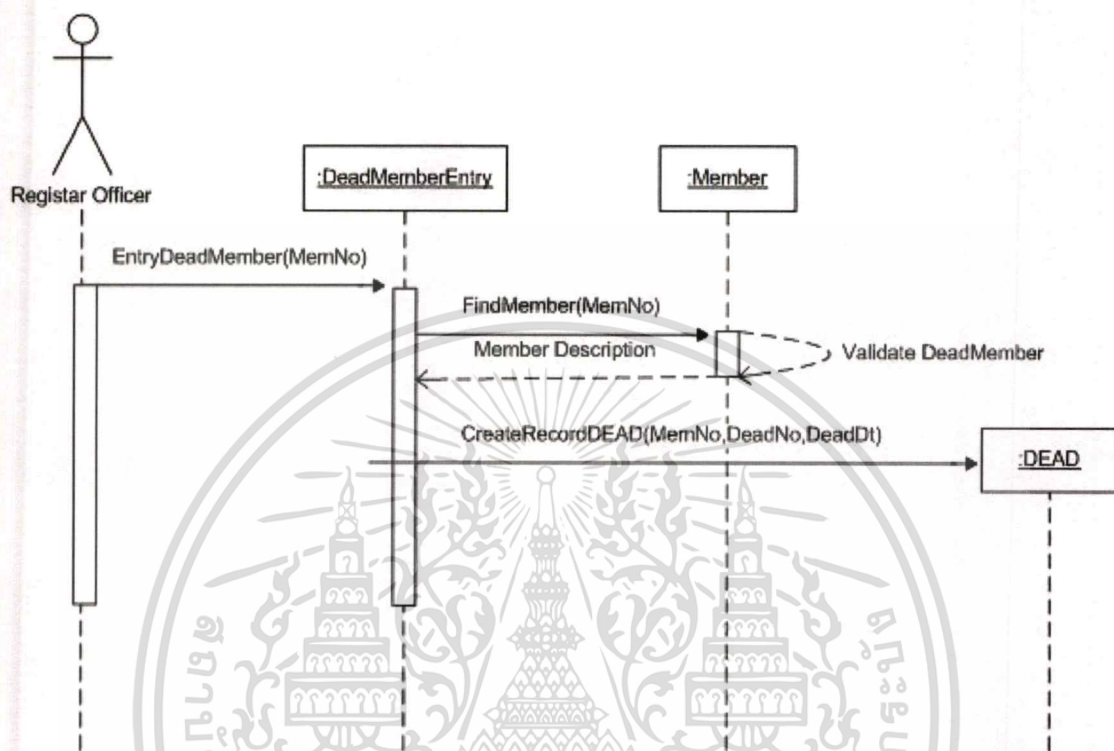 Registar Officer
:DeadMemberEntry
:Member
EntryDeadMember(MemNo)
FindMember(MemNo)
Member Description
Validate DeadMember
CreateRecordDEAD(MemNo,DeadNo,DeadDt)
:DEAD